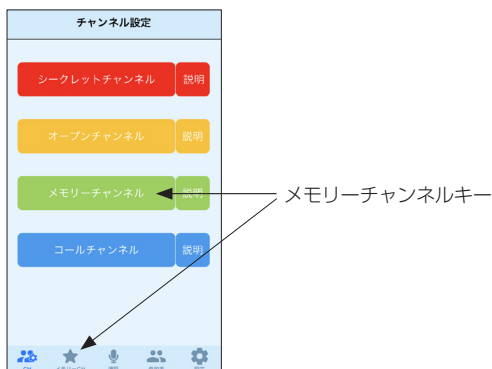 チャンネル設定
シークレットチャンネル 説明
オープンチャンネル 説明
メモリーチャンネル 説明
メモリーチャンネルキー
コールチャンネル 説明